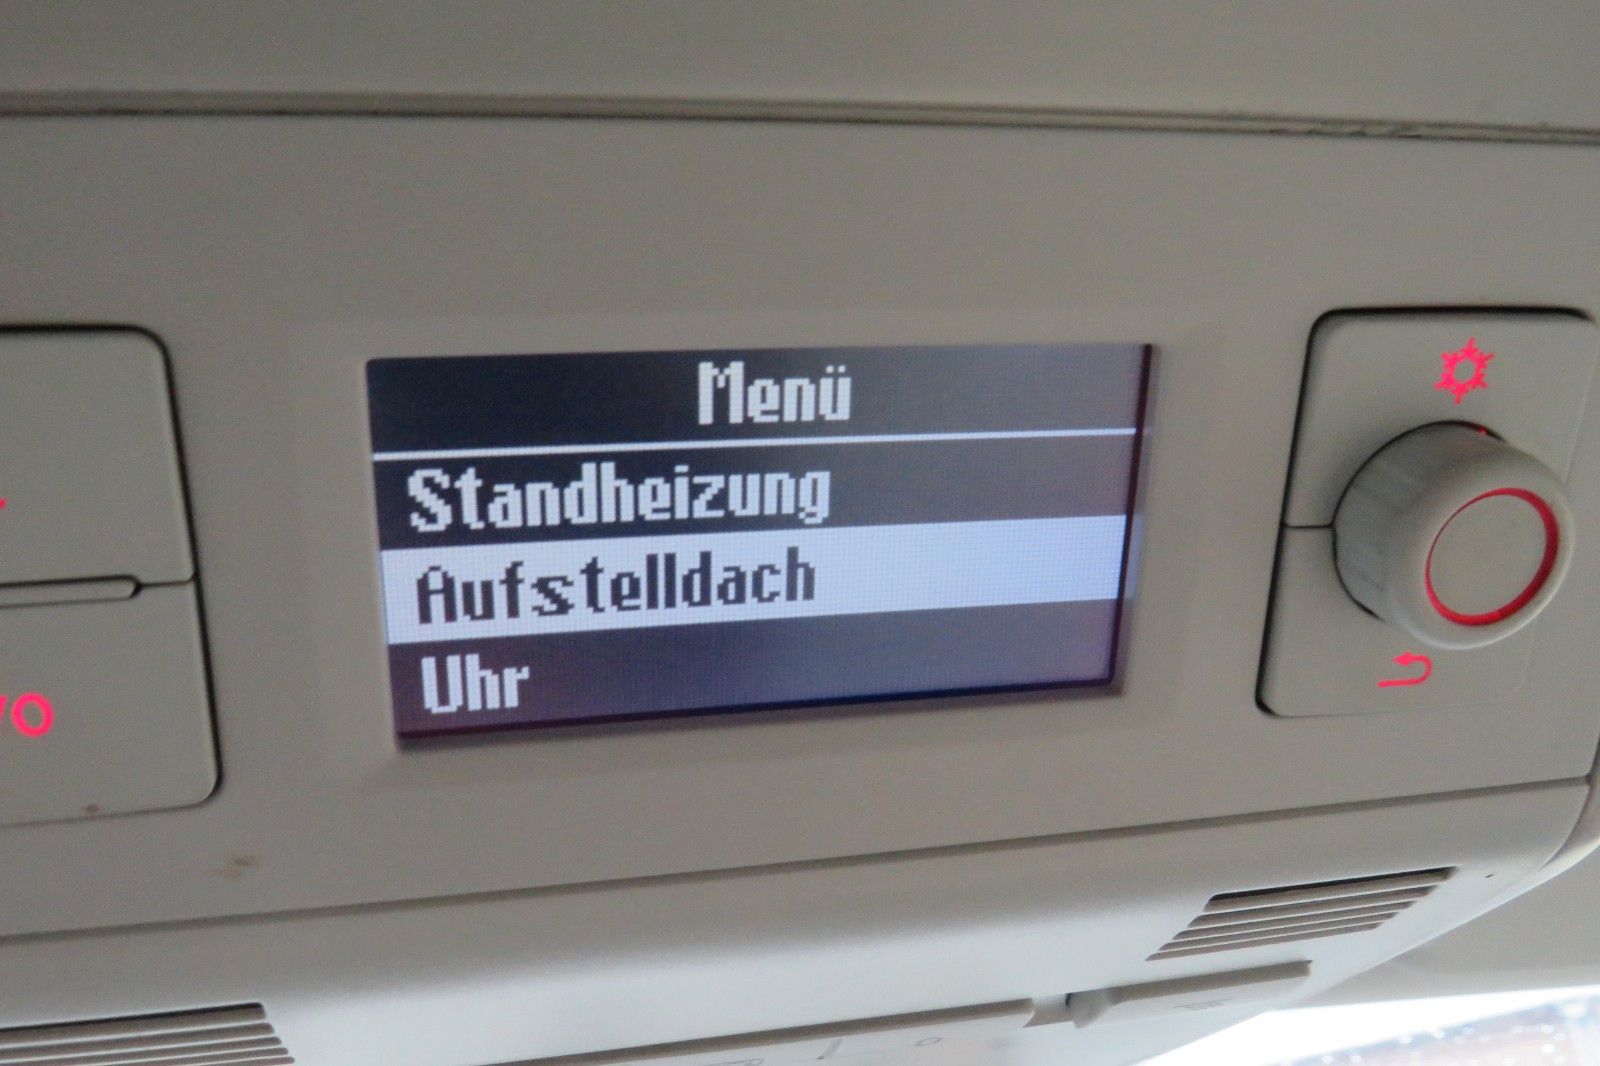 Menü
Standheizung
Aufstelldach
Uhr